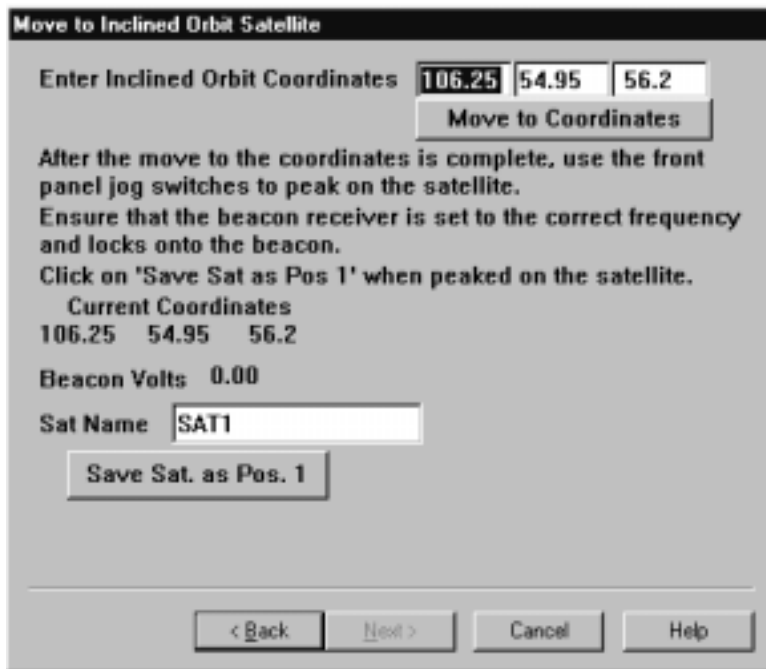 Move to Inclined Orbit Satellite
Enter Inclined Orbit Coordinates 106.25 54.95 56.2
Move to Coordinates
After the move to the coordinates is complete, use the front
panel jog switches to peak on the satellite.
Ensure that the beacon receiver is set to the correct frequency
and locks onto the beacon.
Click on 'Save Sat as Pos 1' when peaked on the satellite.
Current Coordinates
106.25 54.95 56.2
Beacon Volts 0.00
Sat Name SAT1
Save Sat. as Pos. 1
< Back Next > Cancel Help